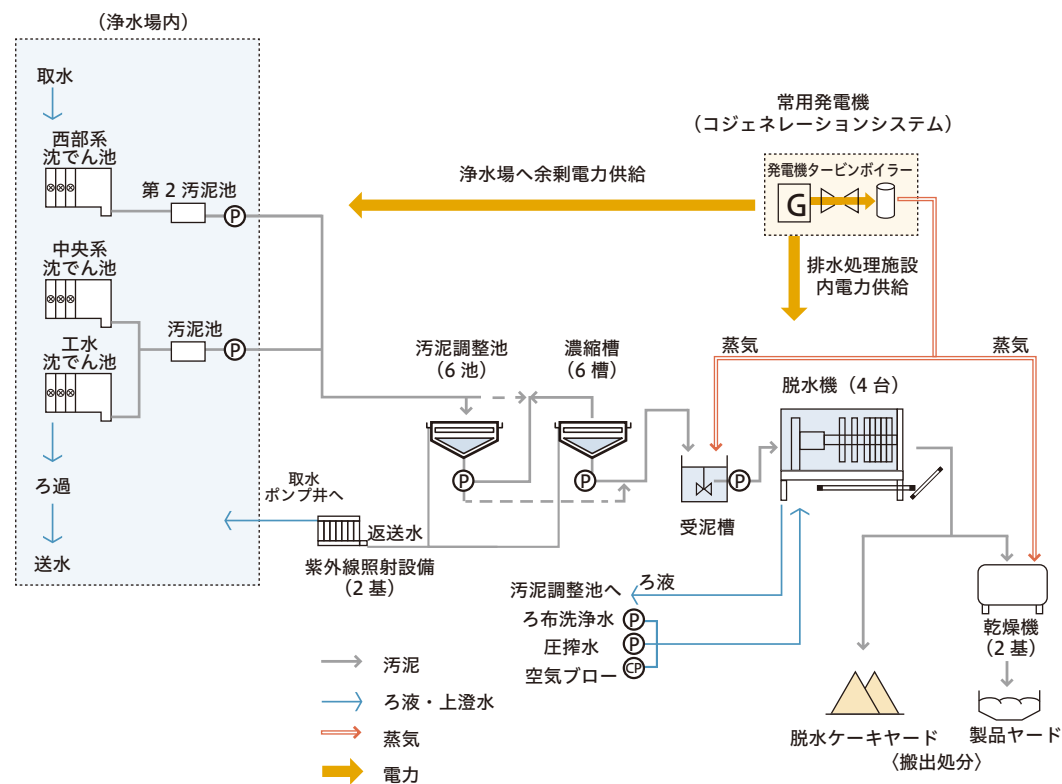 （浄水場内）
取水
西部系
沈でん池
第２汚泥池
P
中央系
沈でん池
汚泥池
P
工水
沈でん池
ろ過
送水
常用発電機
（コジェネレーションシステム）
発電機タービンボイラー
G
浄水場へ余剰電力供給
排水処理施設
内電力供給
蒸気
蒸気
汚泥調整池
（6 池）
濃縮槽
（6 槽）
脱水機（4 台）
P
P
P
受泥槽
取水
ポンプ井へ
返送水
紫外線照射設備
（2 基）
汚泥調整池へ
ろ液
ろ布洗浄水
P
圧搾水
P
空気ブロー
CP
乾燥機
（2 基）
脱水ケーキヤード
〈搬出処分〉
製品ヤード
汚泥
ろ液・上澄水
蒸気
電力